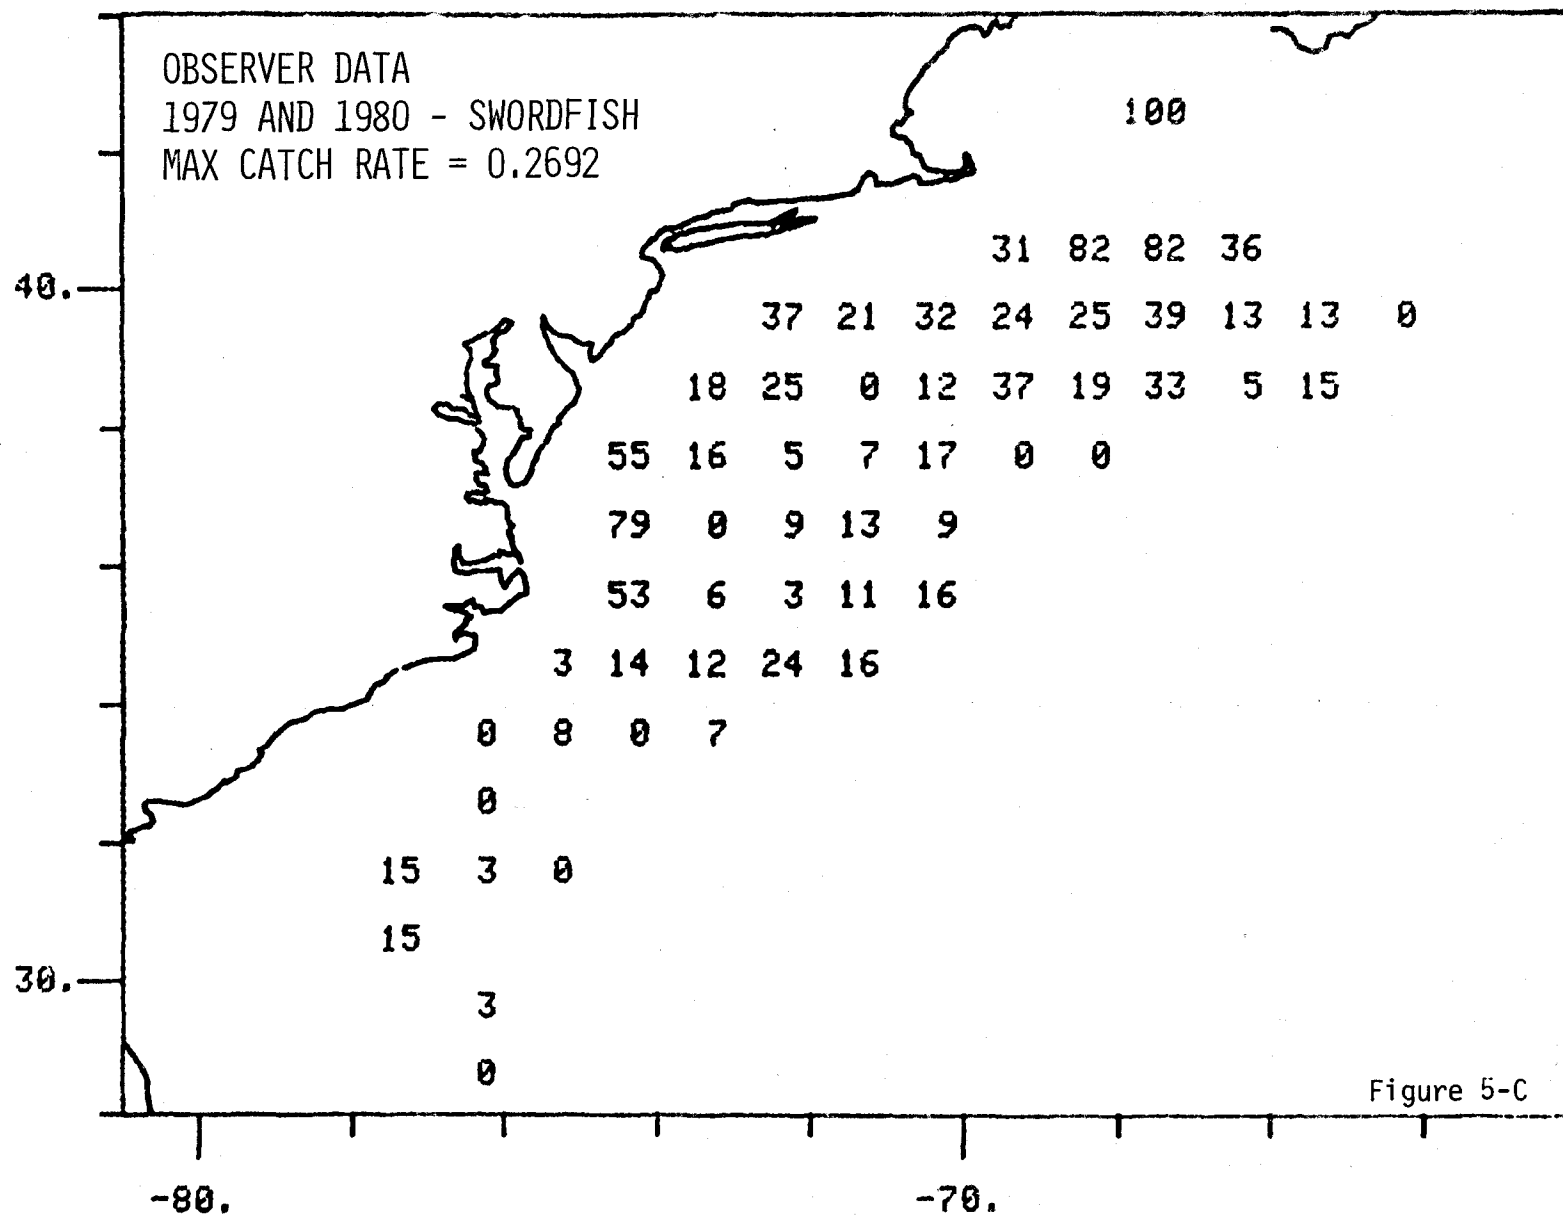 OBSERVER DATA
1979 AND 1980 - SWORDFISH
MAX CATCH RATE = 0.2692
100
31 82 82 36
40.
37 21 32 24 25 39 13 13 0
18 25 0 12 37 19 33 5 15
55 16 5 7 17 0 0
79 0 9 13 9
53 6 3 11 16
3 14 12 24 16
0 8 0 7
0
15 3 0
15
30.
3
0
Figure 5-C
-80. -70.